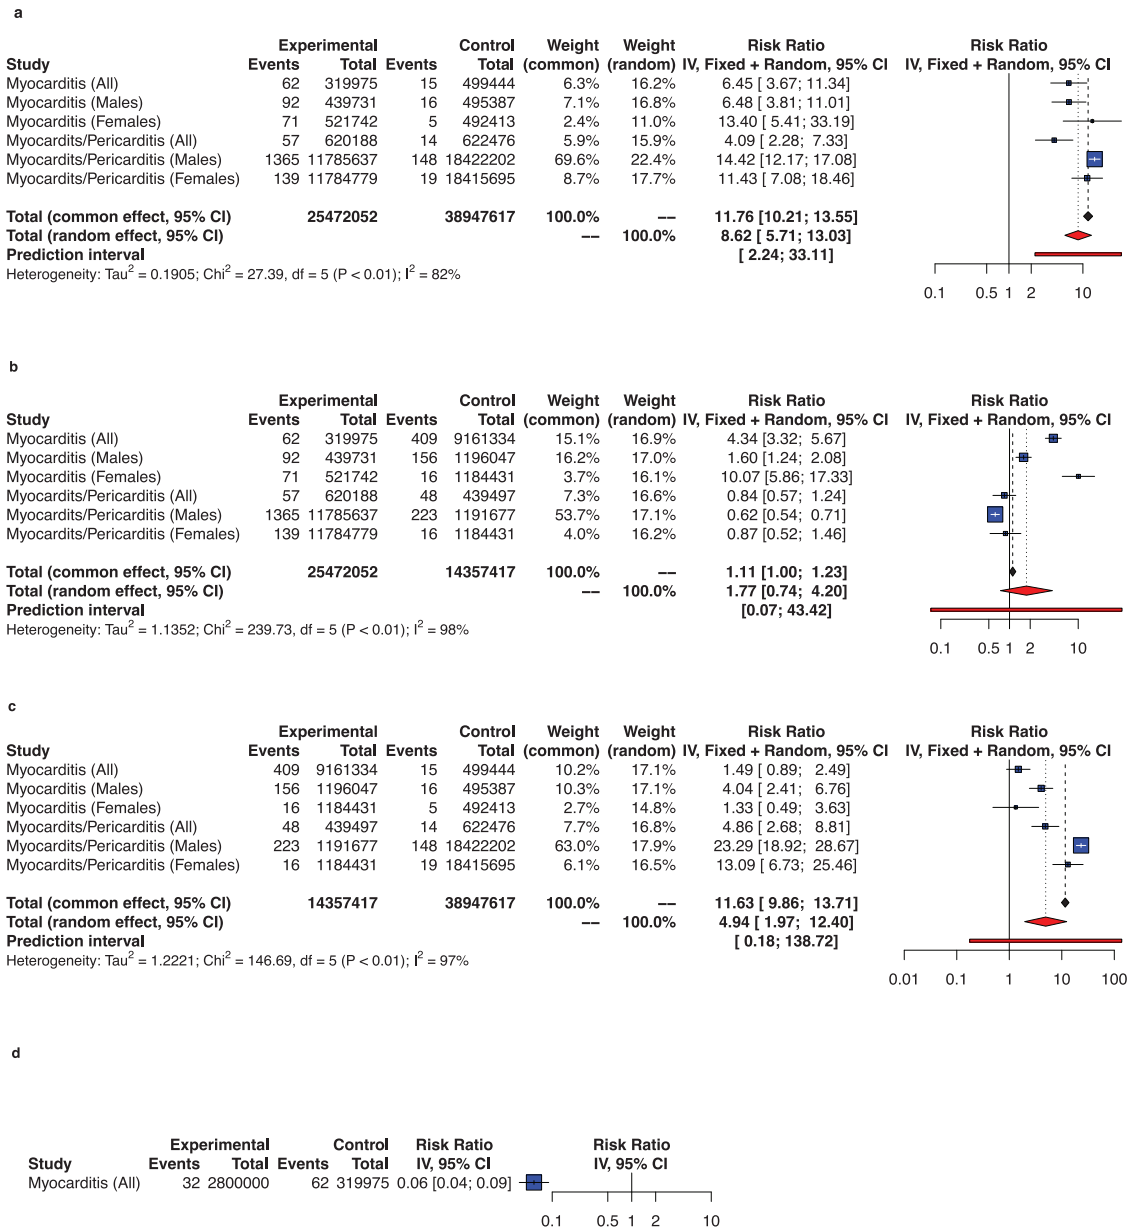 a
Experimental Control Weight Weight Risk Ratio Risk Ratio
Study Events Total Events Total (common) (random) IV, Fixed + Random, 95% CI IV, Fixed + Random, 95% CI
Myocarditis (All) 62 319975 15 499444 6.3% 16.2% 6.45 [ 3.67; 11.34]
Myocarditis (Males) 92 439731 16 495387 7.1% 16.8% 6.48 [ 3.81; 11.01]
Myocarditis (Females) 71 521742 5 492413 2.4% 11.0% 13.40 [ 5.41; 33.19]
Myocardits/Pericarditis (All) 57 620188 14 622476 5.9% 15.9% 4.09 [ 2.28; 7.33]
Myocardits/Pericarditis (Males) 1365 11785637 148 18422202 69.6% 22.4% 14.42 [12.17; 17.08]
Myocardits/Pericarditis (Females) 139 11784779 19 18415695 8.7% 17.7% 11.43 [ 7.08; 18.46]
Total (common effect, 95% CI) 25472052 38947617 100.0% −− 11.76 [10.21; 13.55]
Total (random effect, 95% CI) −− 100.0% 8.62 [ 5.71; 13.03]
Prediction interval [ 2.24; 33.11]
Heterogeneity: Tau² = 0.1905; Chi² = 27.39, df = 5 (P < 0.01); I² = 82%
0.1 0.5 1 2 10
b
Experimental Control Weight Weight Risk Ratio Risk Ratio
Study Events Total Events Total (common) (random) IV, Fixed + Random, 95% CI IV, Fixed + Random, 95% CI
Myocarditis (All) 62 319975 409 9161334 15.1% 16.9% 4.34 [3.32; 5.67]
Myocarditis (Males) 92 439731 156 1196047 16.2% 17.0% 1.60 [1.24; 2.08]
Myocarditis (Females) 71 521742 16 1184431 3.7% 16.1% 10.07 [5.86; 17.33]
Myocardits/Pericarditis (All) 57 620188 48 439497 7.3% 16.6% 0.84 [0.57; 1.24]
Myocardits/Pericarditis (Males) 1365 11785637 223 1191677 53.7% 17.1% 0.62 [0.54; 0.71]
Myocardits/Pericarditis (Females) 139 11784779 16 1184431 4.0% 16.2% 0.87 [0.52; 1.46]
Total (common effect, 95% CI) 25472052 14357417 100.0% −− 1.11 [1.00; 1.23]
Total (random effect, 95% CI) −− 100.0% 1.77 [0.74; 4.20]
Prediction interval [0.07; 43.42]
Heterogeneity: Tau² = 1.1352; Chi² = 239.73, df = 5 (P < 0.01); I² = 98%
0.1 0.5 1 2 10
c
Experimental Control Weight Weight Risk Ratio Risk Ratio
Study Events Total Events Total (common) (random) IV, Fixed + Random, 95% CI IV, Fixed + Random, 95% CI
Myocarditis (All) 409 9161334 15 499444 10.2% 17.1% 1.49 [ 0.89; 2.49]
Myocarditis (Males) 156 1196047 16 495387 10.3% 17.1% 4.04 [ 2.41; 6.76]
Myocarditis (Females) 16 1184431 5 492413 2.7% 14.8% 1.33 [ 0.49; 3.63]
Myocardits/Pericarditis (All) 48 439497 14 622476 7.7% 16.8% 4.86 [ 2.68; 8.81]
Myocardits/Pericarditis (Males) 223 1191677 148 18422202 63.0% 17.9% 23.29 [18.92; 28.67]
Myocardits/Pericarditis (Females) 16 1184431 19 18415695 6.1% 16.5% 13.09 [ 6.73; 25.46]
Total (common effect, 95% CI) 14357417 38947617 100.0% −− 11.63 [ 9.86; 13.71]
Total (random effect, 95% CI) −− 100.0% 4.94 [ 1.97; 12.40]
Prediction interval [ 0.18; 138.72]
Heterogeneity: Tau² = 1.2221; Chi² = 146.69, df = 5 (P < 0.01); I² = 97%
0.01 0.1 1 10 100
d
Experimental Control Risk Ratio Risk Ratio
Study Events Total Events Total IV, 95% CI IV, 95% CI
Myocarditis (All) 32 2800000 62 319975 0.06 [0.04; 0.09]
0.1 0.5 1 2 10